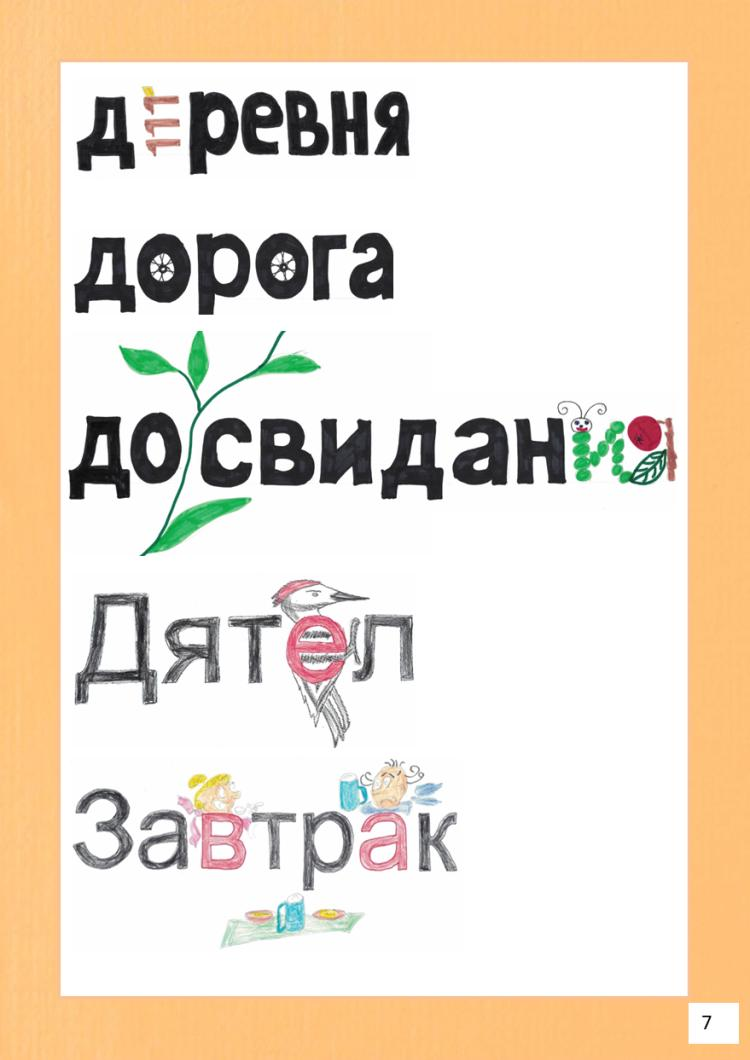 деревня
дорога
до свидания
Дятел
Завтрак
7